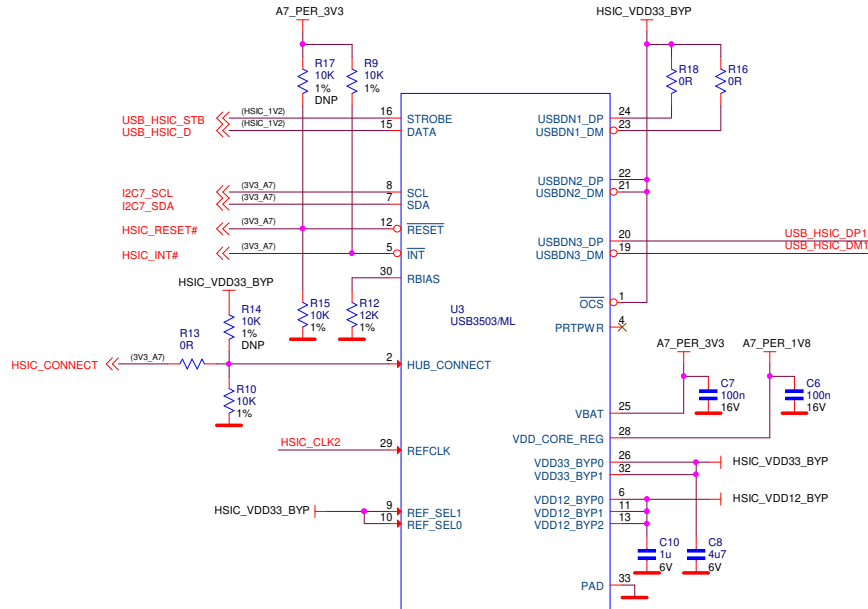 A7_PER_3V3
HSIC_VDD33_BYP
R17
10K
1%
DNP
R9
10K
1%
R18
0R
R16
0R
USB_HSIC_STB
(HSIC_1V2)
16
STROBE
USB_HSIC_D
(HSIC_1V2)
15
DATA
24
USBDN1_DP
23
USBDN1_DM
I2C7_SCL
(3V3_A7)
8
SCL
I2C7_SDA
(3V3_A7)
7
SDA
22
USBDN2_DP
21
USBDN2_DM
HSIC_RESET#
(3V3_A7)
12
RESET
HSIC_INT#
(3V3_A7)
5
INT
20
USBDN3_DP
USB_HSIC_DP1
19
USBDN3_DM
USB_HSIC_DM1
30
RBIAS
HSIC_VDD33_BYP
R14
10K
1%
DNP
R15
10K
1%
R12
12K
1%
U3
USB3503/ML
1
OCS
4
PRTPWR
R13
0R
HSIC_CONNECT
(3V3_A7)
2
HUB_CONNECT
R10
10K
1%
A7_PER_3V3
A7_PER_1V8
C7
100n
16V
C6
100n
16V
25
VBAT
28
VDD_CORE_REG
HSIC_CLK2
29
REFCLK
26
VDD33_BYP0
32
VDD33_BYP1
HSIC_VDD33_BYP
6
VDD12_BYP0
11
VDD12_BYP1
13
VDD12_BYP2
HSIC_VDD12_BYP
HSIC_VDD33_BYP
9
REF_SEL1
10
REF_SEL0
C10
1u
6V
C8
4u7
6V
33
PAD